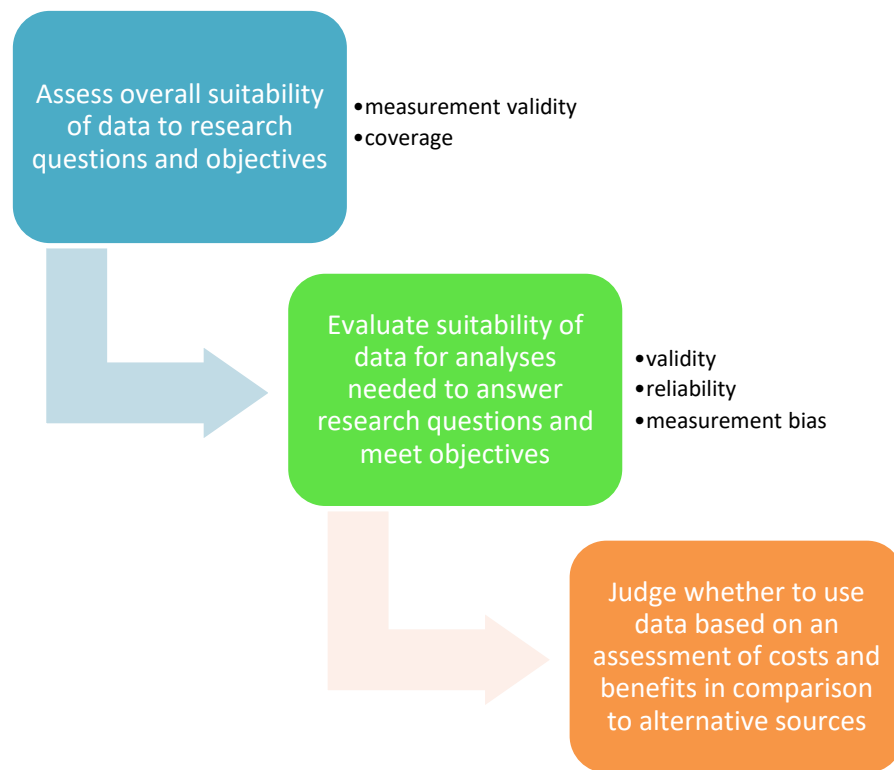 Assess overall suitability
of data to research
questions and objectives
•measurement validity
•coverage
Evaluate suitability of
data for analyses
needed to answer
research questions and
meet objectives
•validity
•reliability
•measurement bias
Judge whether to use
data based on an
assessment of costs and
benefits in comparison
to alternative sources